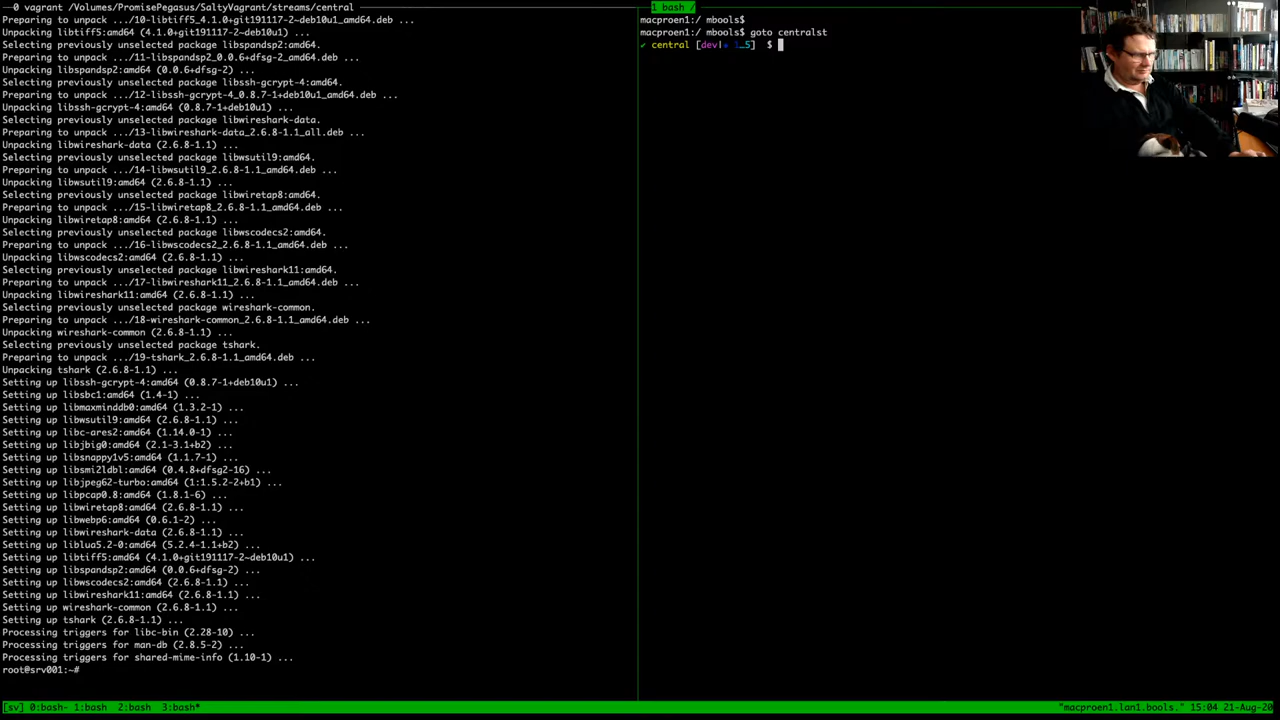 0 vagrant /Volumes/PromisePegasus/SaltyVagrant/streams/central
Preparing to unpack .../10-libtiff5_4.1.0+git191117-2~deb10u1_amd64.deb ...
Unpacking libtiff5:amd64 (4.1.0+git191117-2~deb10u1) ...
Selecting previously unselected package libspandsp2:amd64.
Preparing to unpack .../11-libspandsp2_0.0.6+dfsg-2_amd64.deb ...
Unpacking libspandsp2:amd64 (0.0.6+dfsg-2) ...
Selecting previously unselected package libssh-gcrypt-4:amd64.
Preparing to unpack .../12-libssh-gcrypt-4_0.8.7-1+deb10u1_amd64.deb ...
Unpacking libssh-gcrypt-4:amd64 (0.8.7-1+deb10u1) ...
Selecting previously unselected package libwireshark-data.
Preparing to unpack .../13-libwireshark-data_2.6.8-1.1_all.deb ...
Unpacking libwireshark-data (2.6.8-1.1) ...
Selecting previously unselected package libwsutil9:amd64.
Preparing to unpack .../14-libwsutil9_2.6.8-1.1_amd64.deb ...
Unpacking libwsutil9:amd64 (2.6.8-1.1) ...
Selecting previously unselected package libwiretap8:amd64.
Preparing to unpack .../15-libwiretap8_2.6.8-1.1_amd64.deb ...
Unpacking libwiretap8:amd64 (2.6.8-1.1) ...
Selecting previously unselected package libwscodecs2:amd64.
Preparing to unpack .../16-libwscodecs2_2.6.8-1.1_amd64.deb ...
Unpacking libwscodecs2:amd64 (2.6.8-1.1) ...
Selecting previously unselected package libwireshark11:amd64.
Preparing to unpack .../17-libwireshark11_2.6.8-1.1_amd64.deb ...
Unpacking libwireshark11:amd64 (2.6.8-1.1) ...
Selecting previously unselected package wireshark-common.
Preparing to unpack .../18-wireshark-common_2.6.8-1.1_amd64.deb ...
Unpacking wireshark-common (2.6.8-1.1) ...
Selecting previously unselected package tshark.
Preparing to unpack .../19-tshark_2.6.8-1.1_amd64.deb ...
Unpacking tshark (2.6.8-1.1) ...
Setting up libssh-gcrypt-4:amd64 (0.8.7-1+deb10u1) ...
Setting up libsbc1:amd64 (1.4-1) ...
Setting up libmaxminddb0:amd64 (1.3.2-1) ...
Setting up libwsutil9:amd64 (2.6.8-1.1) ...
Setting up libc-ares2:amd64 (1.14.0-1) ...
Setting up libjbig0:amd64 (2.1-3.1+b2) ...
Setting up libsnappy1v5:amd64 (1.1.7-1) ...
Setting up libsmi2ldbl:amd64 (0.4.8+dfsg2-16) ...
Setting up libjpeg62-turbo:amd64 (1:1.5.2-2+b1) ...
Setting up libpcap0.8:amd64 (1.8.1-6) ...
Setting up libwiretap8:amd64 (2.6.8-1.1) ...
Setting up libwebp6:amd64 (0.6.1-2) ...
Setting up libwireshark-data (2.6.8-1.1) ...
Setting up liblua5.2-0:amd64 (5.2.4-1.1+b2) ...
Setting up libtiff5:amd64 (4.1.0+git191117-2~deb10u1) ...
Setting up libspandsp2:amd64 (0.0.6+dfsg-2) ...
Setting up libwscodecs2:amd64 (2.6.8-1.1) ...
Setting up libwireshark11:amd64 (2.6.8-1.1) ...
Setting up wireshark-common (2.6.8-1.1) ...
Setting up tshark (2.6.8-1.1) ...
Processing triggers for libc-bin (2.28-10) ...
Processing triggers for man-db (2.8.5-2) ...
Processing triggers for shared-mime-info (1.10-1) ...
root@srv001:~#
1 bash /
macproen1:/ mbools$
macproen1:/ mbools$ goto centralst
✔ central [dev|✚ 1…5] $
[sv] 0:bash- 1:bash 2:bash 3:bash*
"macproen1.lan1.bools." 15:04 21-Aug-20